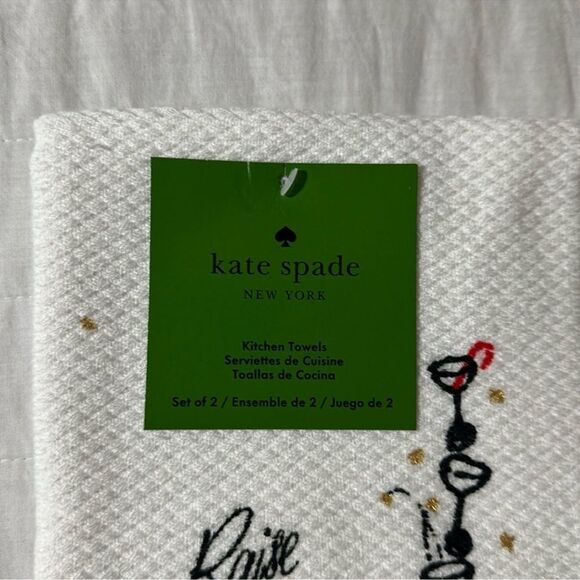 kate spade
NEW YORK
Kitchen Towels
Serviettes de Cuisine
Toallas de Cocina
Set of 2 / Ensemble de 2 / Juego de 2
Raise